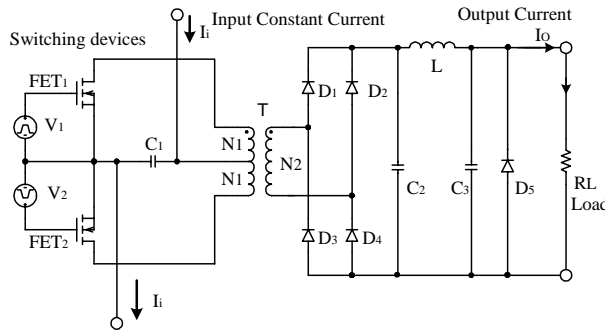 Output Current
Input Constant Current
Switching devices
Ii
IO
FET1
L
D1
D2
T
V1
C1
N1
N1
N2
C2
C3
D5
RL
Load
V2
FET2
D3
D4
Ii